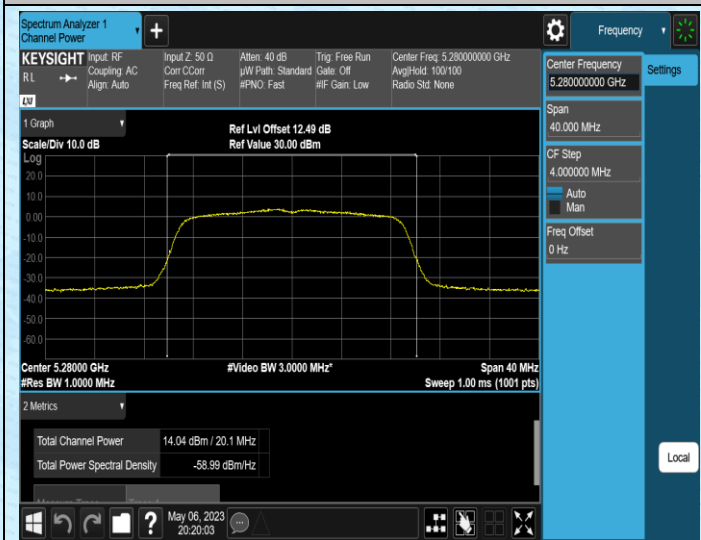 Spectrum Analyzer 1
Channel Power
Frequency
KEYSIGHT
R L
LXI
Input: RF
Coupling: AC
Align: Auto
Input Z: 50 Ω
Corr CCorr
Freq Ref: Int (S)
Atten: 40 dB
µW Path: Standard
#PNO: Fast
Trig: Free Run
Gate: Off
#IF Gain: Low
Center Freq: 5.280000000 GHz
Avg|Hold: 100/100
Radio Std: None
Center Frequency
5.280000000 GHz
Settings
Span
40.000 MHz
CF Step
4.000000 MHz
Auto
Man
Freq Offset
0 Hz
1 Graph
Scale/Div 10.0 dB
Ref Lvl Offset 12.49 dB
Ref Value 30.00 dBm
Log
20.0
10.0
0.00
-10.0
-20.0
-30.0
-40.0
-50.0
-60.0
Center 5.28000 GHz
#Res BW 1.0000 MHz
#Video BW 3.0000 MHz*
Span 40 MHz
Sweep 1.00 ms (1001 pts)
2 Metrics
Total Channel Power 14.04 dBm / 20.1 MHz
Total Power Spectral Density -58.99 dBm/Hz
Local
May 06, 2023
20:20:03